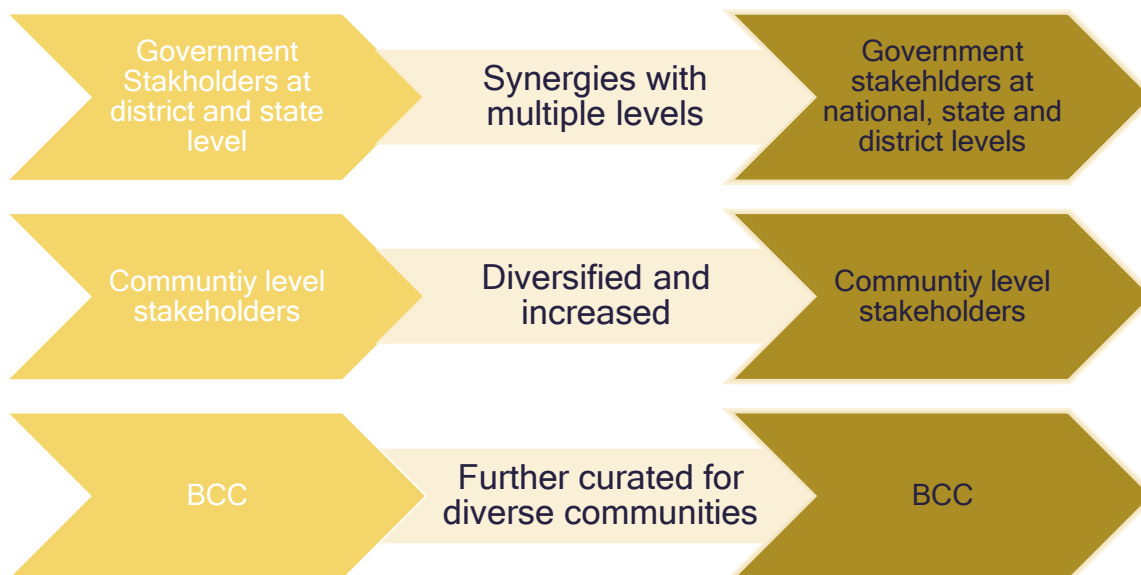 Government
Stakholders at
district and state
level
Synergies with
multiple levels
Government
stakehlders at
national, state and
district levels
Communtiy level
stakeholders
Diversified and
increased
Communtiy level
stakeholders
BCC
Further curated for
diverse communities
BCC